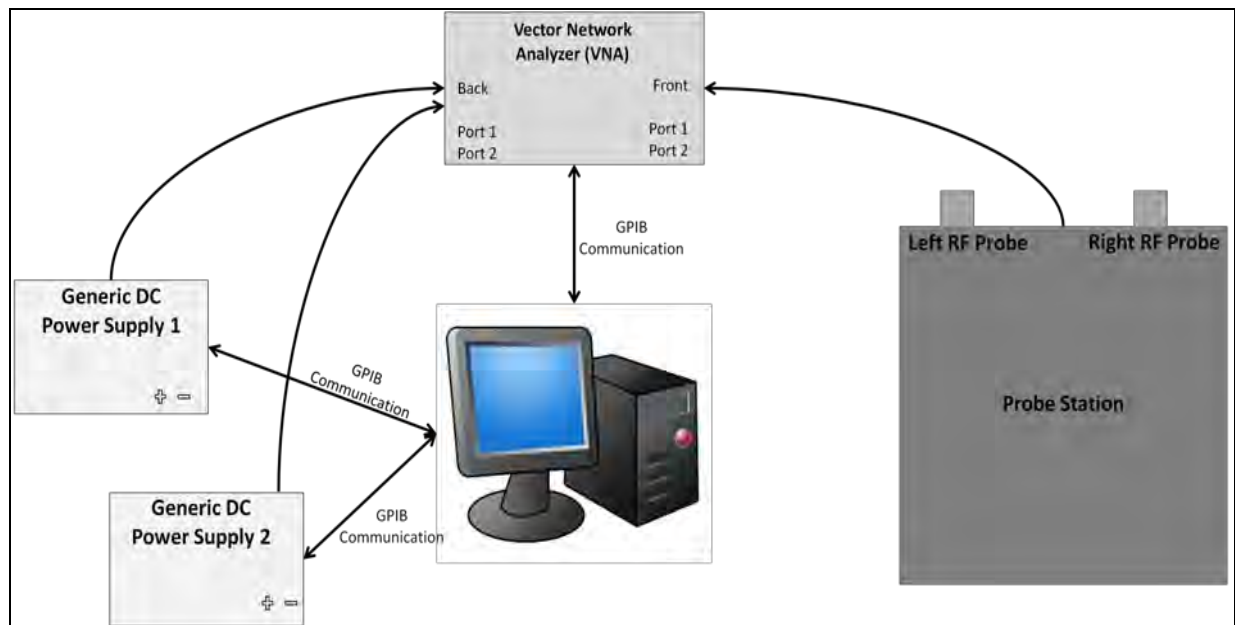 Vector Network
Analyzer (VNA)
Back
Front
Port 1
Port 2
Port 1
Port 2
GPIB
Communication
Left RF Probe
Right RF Probe
Probe Station
Generic DC
Power Supply 1
GPIB
Communication
Generic DC
Power Supply 2
GPIB
Communication